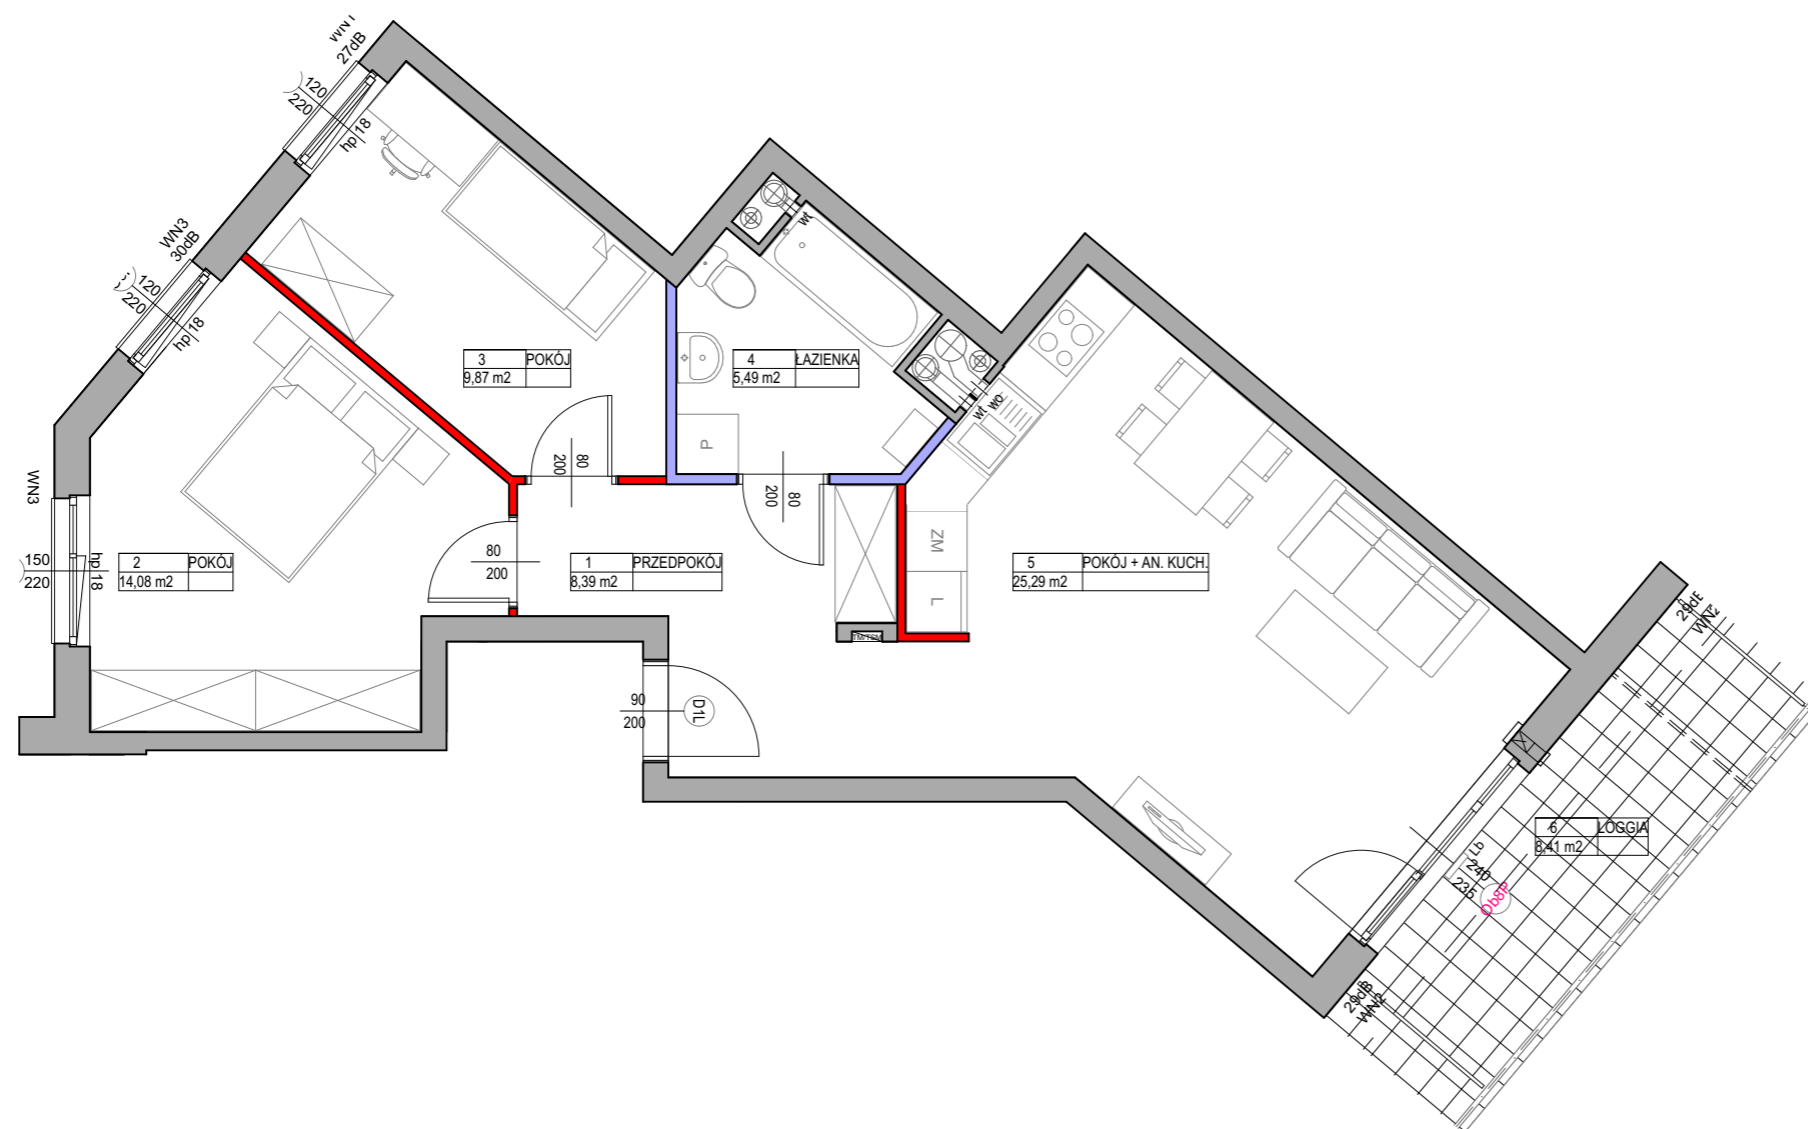 WN1
27dB
120
220
hp 18
WN3
30dB
120
220
hp 18
WN3
150
220
hp 18
wt
3 POKÓJ
9,87 m2
4 ŁAZIENKA
5,49 m2
P
wt wo
80
200
80
200
80
200
2 POKÓJ
14,08 m2
1 PRZEDPOKÓJ
8,39 m2
ZM
L
5 POKÓJ + AN. KUCH.
25,29 m2
90
200
D1L
29dB
WN2
6 LOGGIA
8,41 m2
Lb
240
235
Db8P
29dB
WN2